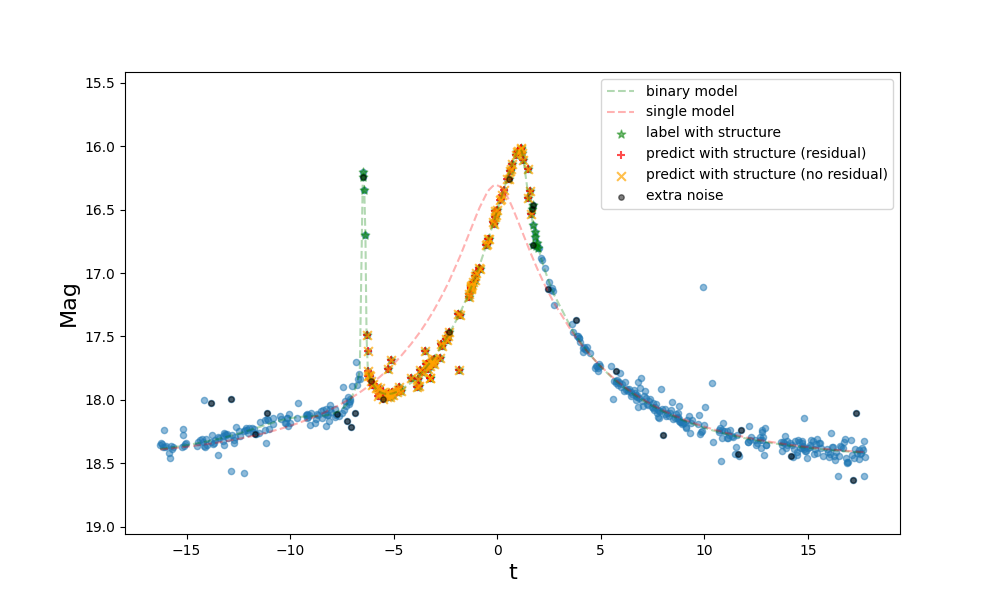 15.5
16.0
16.5
17.0
17.5
18.0
18.5
19.0
Mag
binary model
single model
label with structure
predict with structure (residual)
predict with structure (no residual)
extra noise
−15 −10 −5 0 5 10 15
t